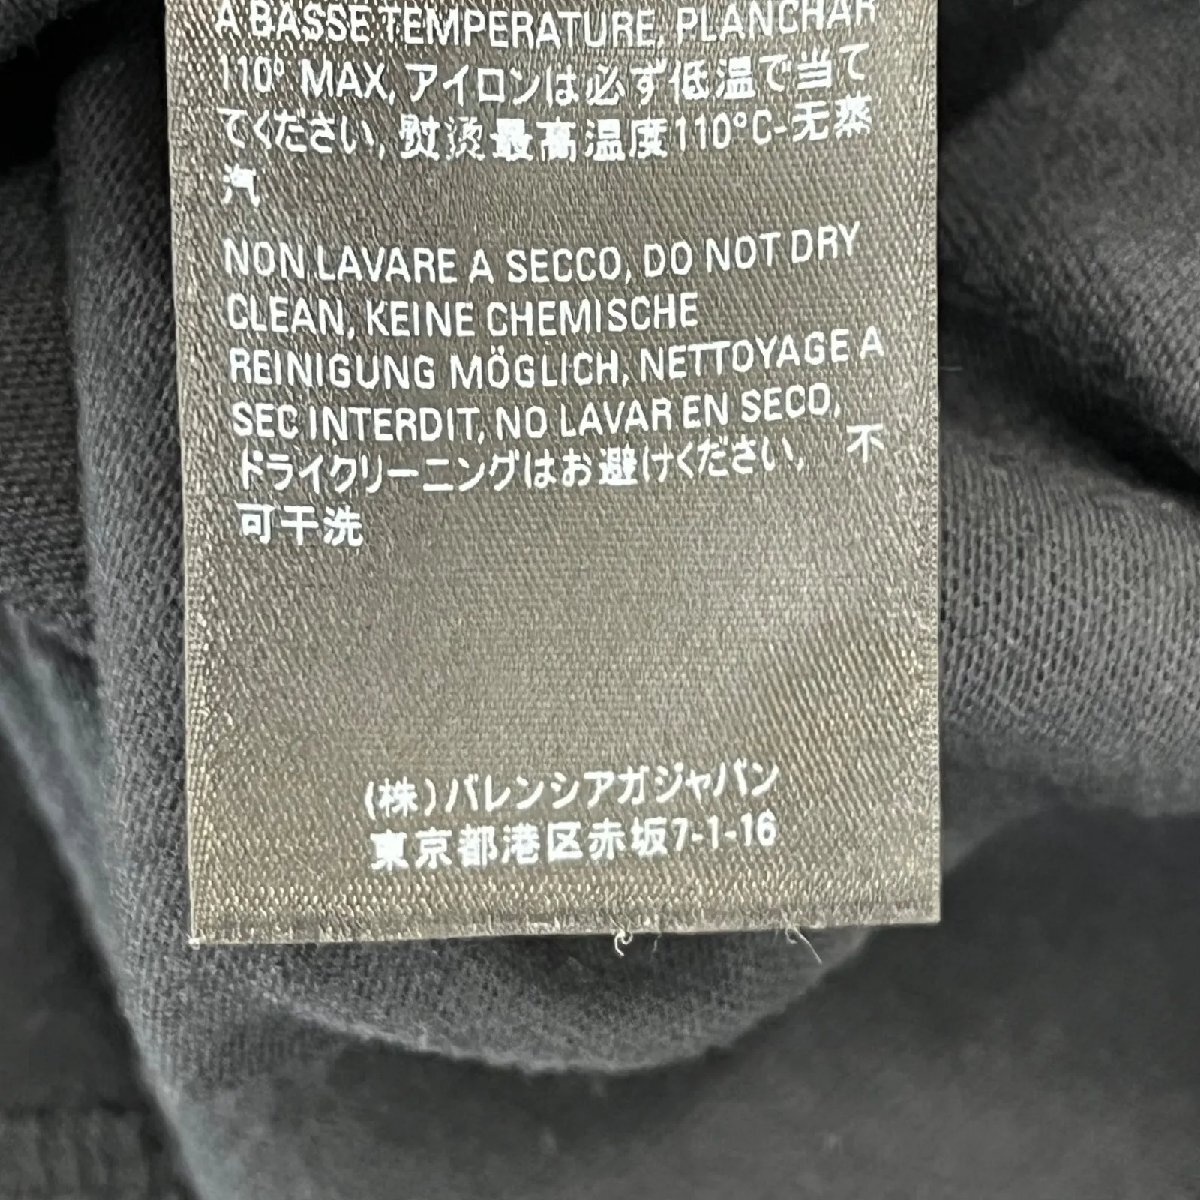 A BASSE TEMPERATURE, PLANCHAR
110° MAX, アイロンは必ず低温で当て
てください, 熨烫最高温度110°C-无蒸
汽
NON LAVARE A SECCO, DO NOT DRY
CLEAN, KEINE CHEMISCHE
REINIGUNG MÖGLICH, NETTOYAGE A
SEC INTERDIT, NO LAVAR EN SECO,
ドライクリーニングはお避けください, 不
可干洗
(株)バレンシアガジャパン
東京都港区赤坂7-1-16